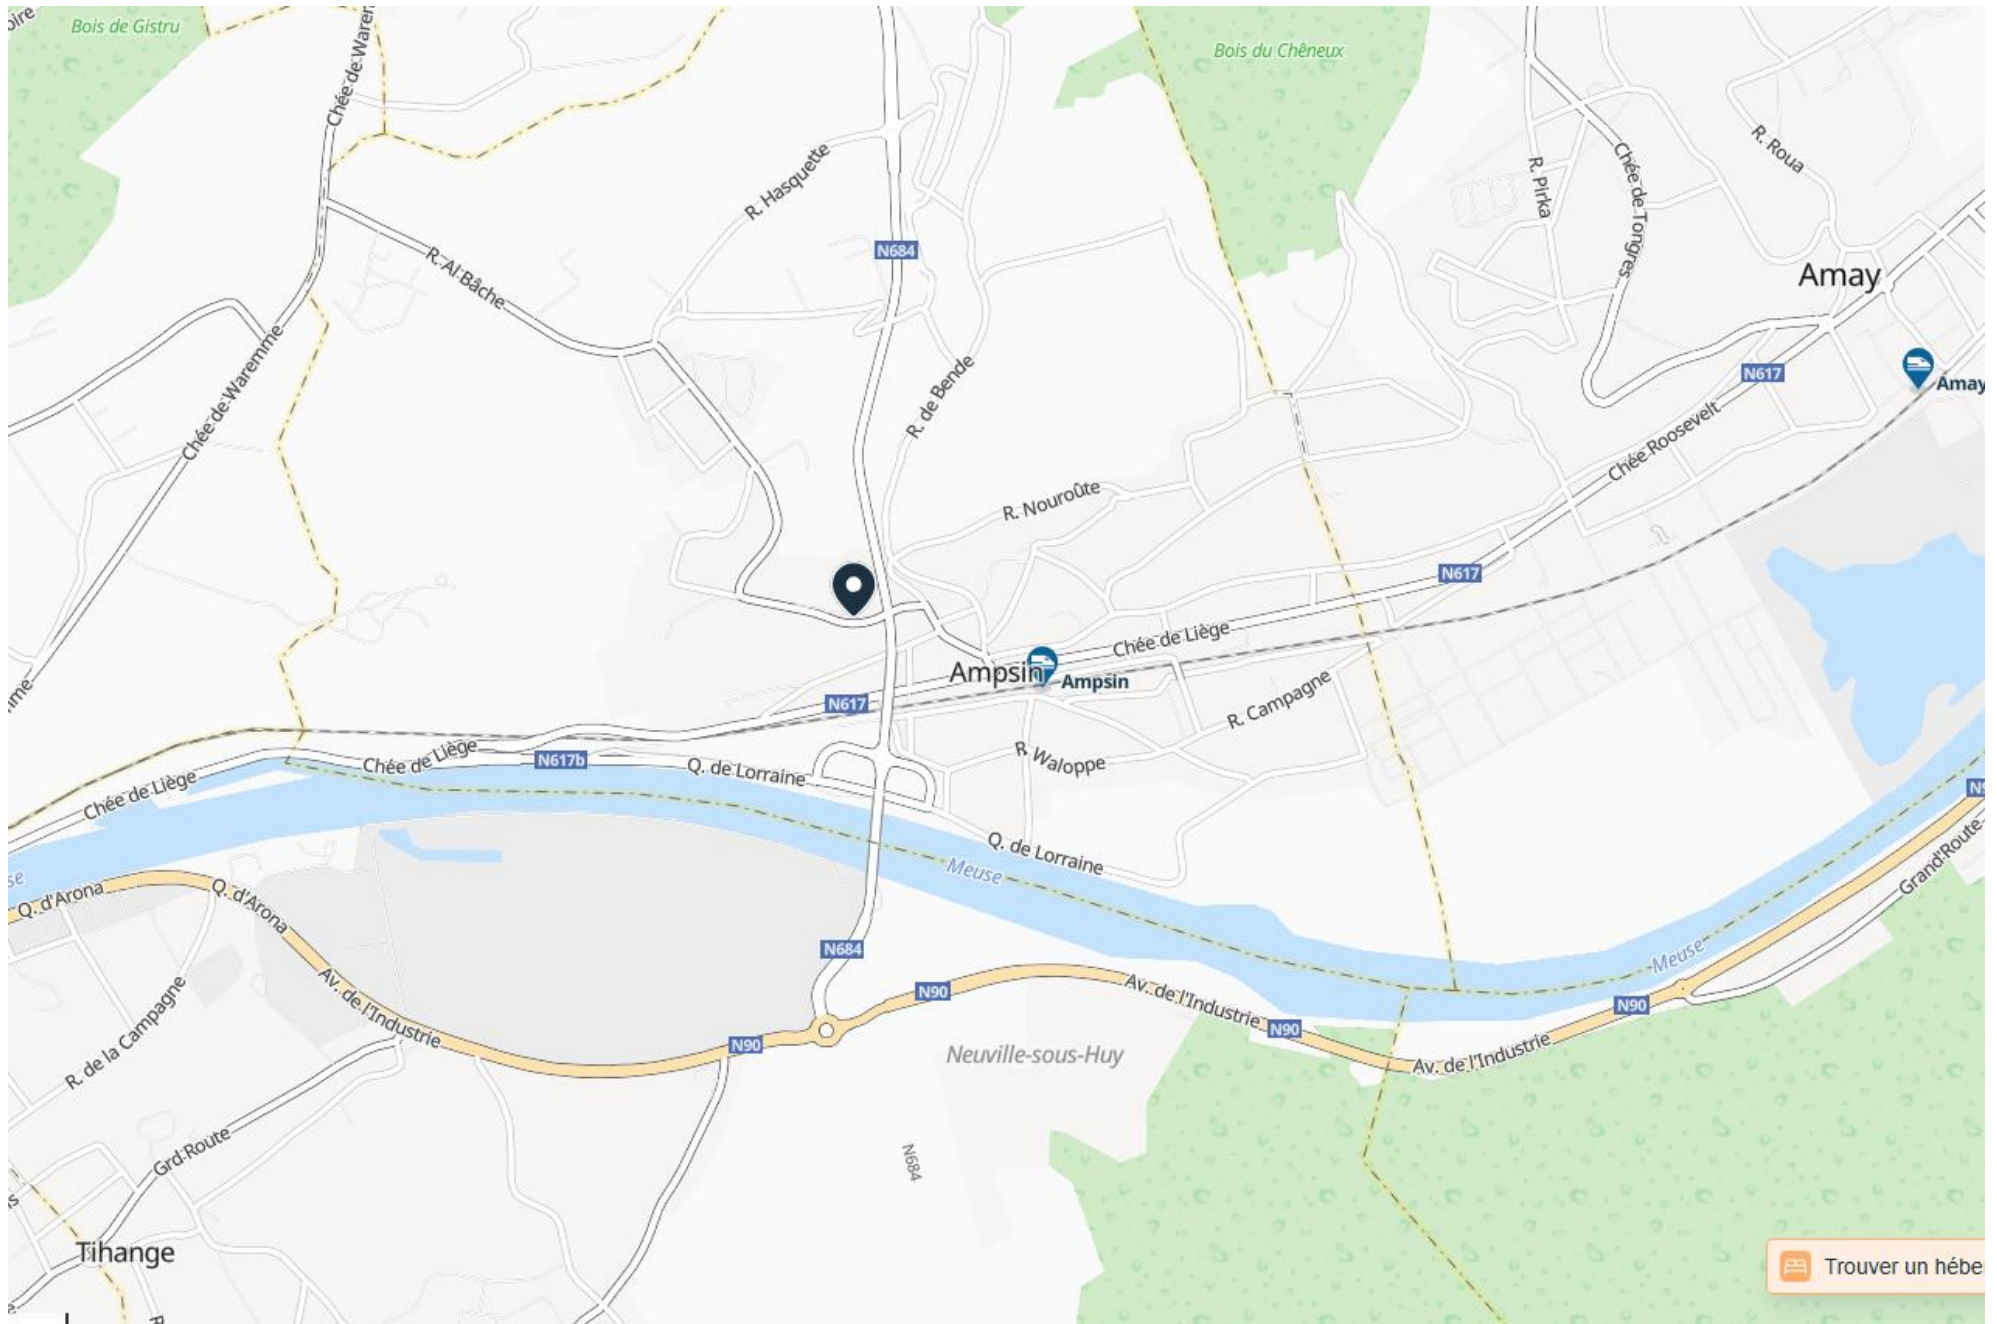 Bois de Gistru
Bois du Chêneux
Chée de Warem
R. Roua
R. Hasquette
R. Pirka
Chée de Tongres
N684
R. Al Bâche
Amay
Chée de Waremme
N617
Amay
R. de Bende
Chée Roosevelt
R. Nouroûte
N617
Chée de Liège
Ampsin
Ampsin
N617
R. Campagne
Chée de Liège
N617b
Q. de Lorraine
R. Waloppe
Chée de Liège
Q. de Lorraine
Meuse
Grand'Route
Q. d'Arona
Q. d'Arona
N684
Meuse
Av. de l'Industrie
N90
Av. de l'Industrie
N90
N90
R. de la Campagne
N90
Neuville-sous-Huy
Av. de l'Industrie
Grd Route
N684
Tihange
Trouver un hébe